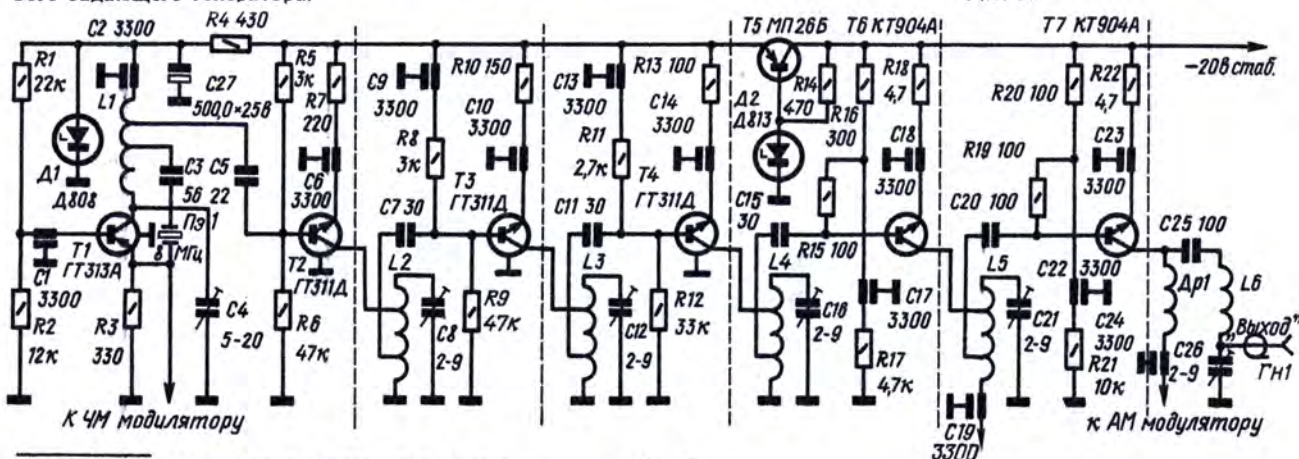 R4 430
C2 3300
R1
22к
L1
C27
500,0×25в
R5
3к
R7
220
C9
3300
R10 150
C10
3300
R8
3к
C13
3300
R13 100
C14
3300
R11
2,7к
T5 МП26Б
T6 КТ904А
T7 КТ904А
−20в стаб.
R14
470
Д2
Д813
R16
300
R18
4,7
C18
3300
R20 100
R22
4,7
C23
3300
R19 100
Д1
Д808
C3
56
C5
22
Пэ 1
8
МГц
C6
3300
T1
ГТ313А
C1
3300
R2
12к
R3
330
C4
5-20
T2
ГТ311Д
R6
47к
C7 30
L2
C8
2-9
T3
ГТ311Д
R9
47к
C11 30
L3
C12
2-9
T4
ГТ311Д
R12
33к
C15
30
L4
R15 100
C16
2-9
C17
3300
R17
4,7к
C20 100
L5
C21
2-9
C19
3300
C22
3300
C24
3300
R21
10к
C25 100
Др1
L6
C26
2-9
„Выход"
Гн1
К ЧМ модулятору
к АМ модулятору